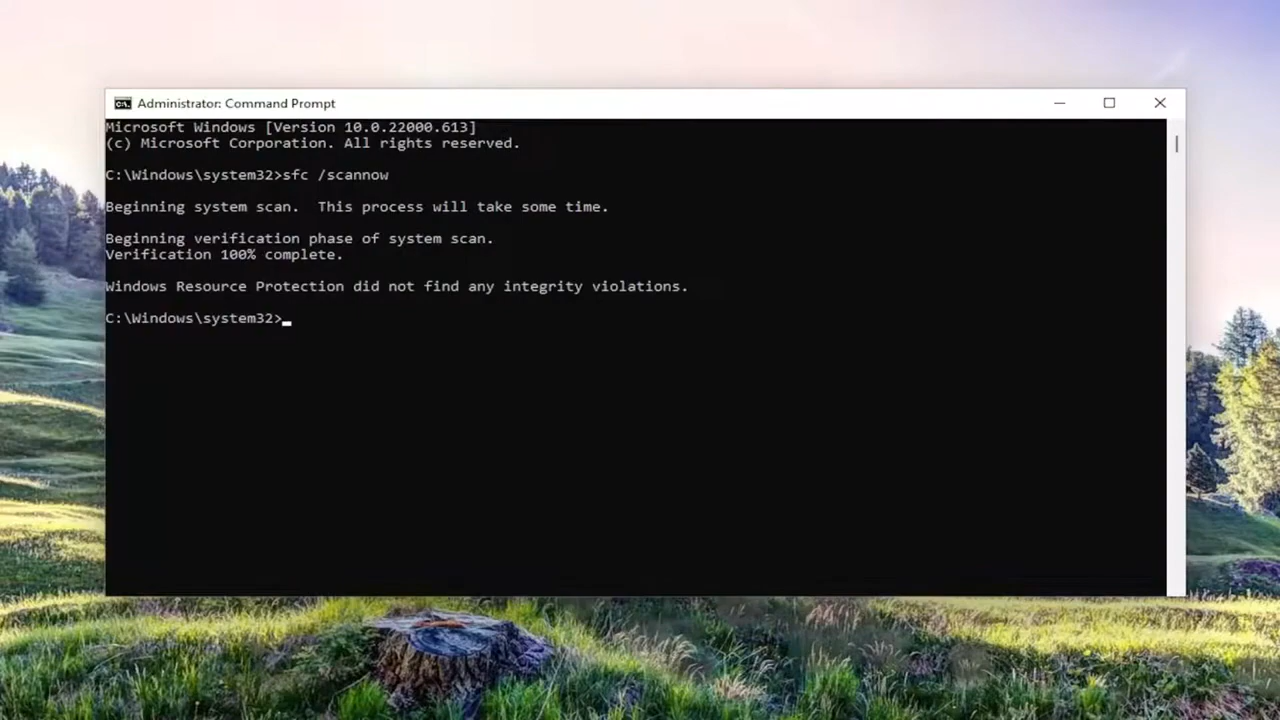 Administrator: Command Prompt
Microsoft Windows [Version 10.0.22000.613]
(c) Microsoft Corporation. All rights reserved.
C:\Windows\system32>sfc /scannow
Beginning system scan.  This process will take some time.
Beginning verification phase of system scan.
Verification 100% complete.
Windows Resource Protection did not find any integrity violations.
C:\Windows\system32>